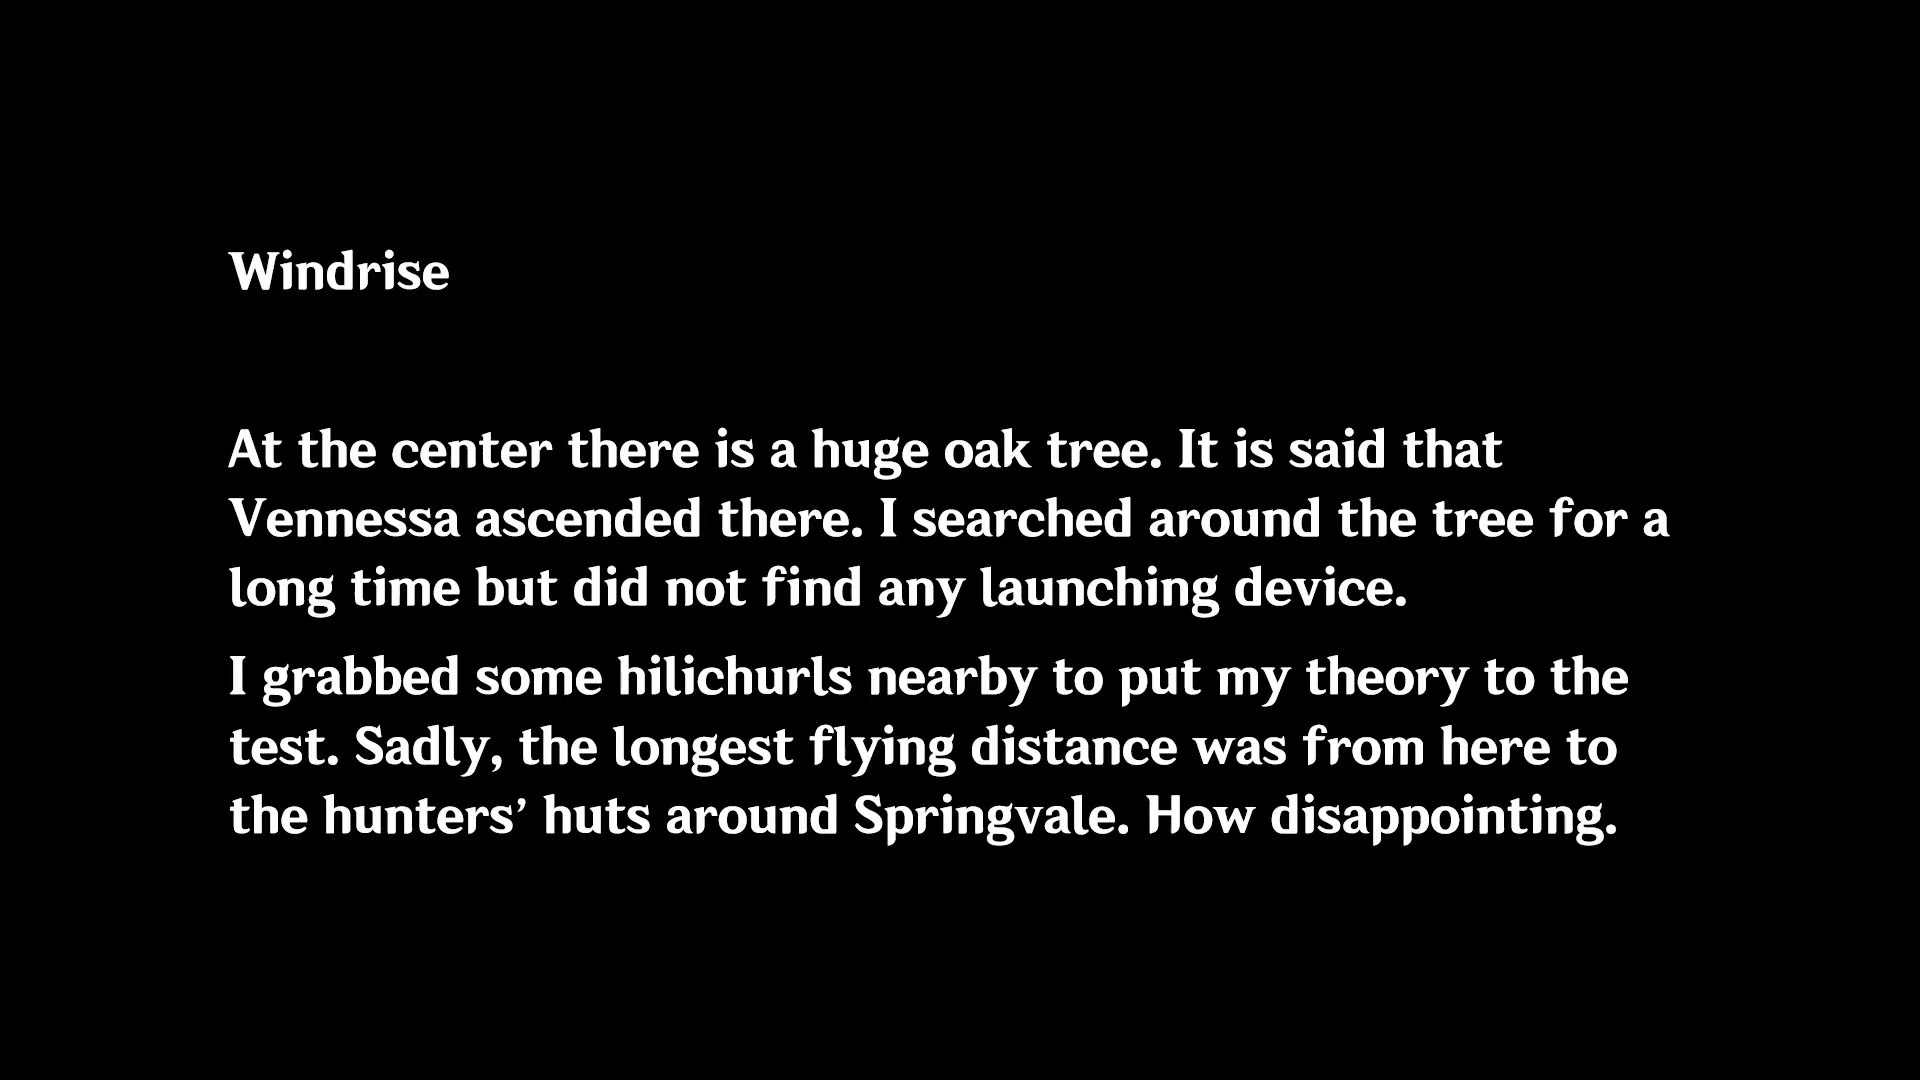 Windrise
At the center there is a huge oak tree. It is said that
Vennessa ascended there. I searched around the tree for a
long time but did not find any launching device.
I grabbed some hilichurls nearby to put my theory to the
test. Sadly, the longest flying distance was from here to
the hunters’ huts around Springvale. How disappointing.